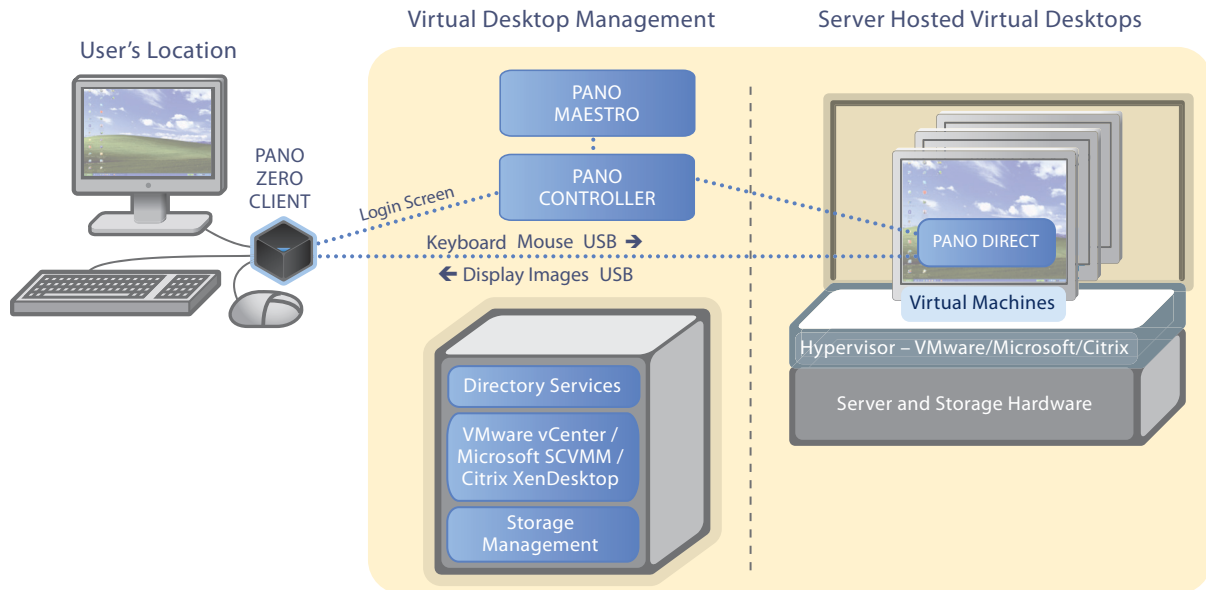 Virtual Desktop Management
Server Hosted Virtual Desktops
User's Location
PANO
ZERO
CLIENT
PANO
MAESTRO
PANO
CONTROLLER
Login Screen
Keyboard Mouse USB →
← Display Images USB
PANO DIRECT
Virtual Machines
Hypervisor – VMware/Microsoft/Citrix
Server and Storage Hardware
Directory Services
VMware vCenter /
Microsoft SCVMM /
Citrix XenDesktop
Storage
Management